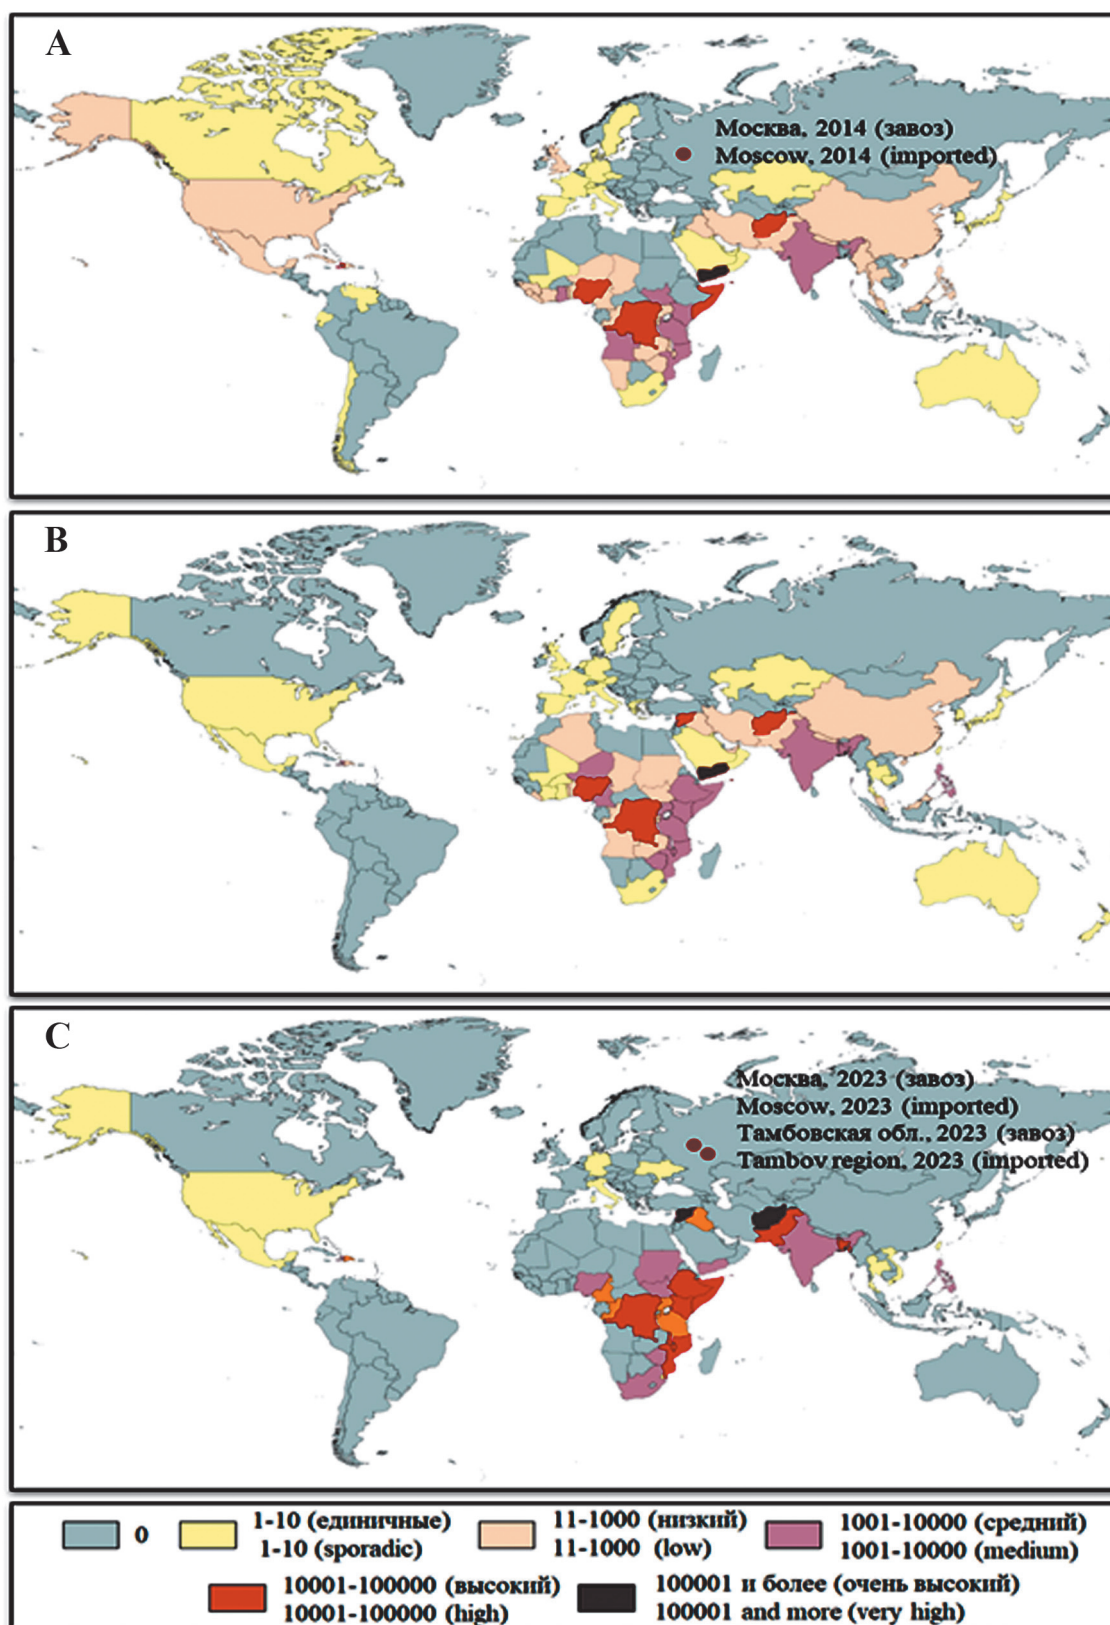 A
Москва, 2014 (завоз)
Moscow, 2014 (imported)
B
C
Москва, 2023 (завоз)
Moscow, 2023 (imported)
Тамбовская обл., 2023 (завоз)
Tambov region, 2023 (imported)
0
1-10 (единичные
1-10 (sporadic)
11-1000 (низкий)
11-1000 (low)
1001-10000 (средний)
1001-10000 (medium)
10001-100000 (высокий)
10001-100000 (high)
100001 и более (очень высокий)
100001 and more (very high)